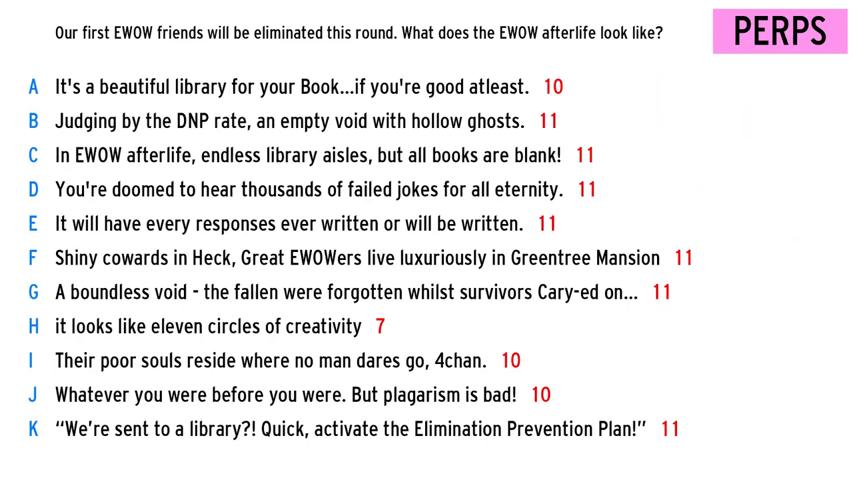 Our first EWOW friends will be eliminated this round. What does the EWOW afterlife look like?
PERPS
A It's a beautiful library for your Book...if you're good atleast. 10
B Judging by the DNP rate, an empty void with hollow ghosts. 11
C In EWOW afterlife, endless library aisles, but all books are blank! 11
D You're doomed to hear thousands of failed jokes for all eternity. 11
E It will have every responses ever written or will be written. 11
F Shiny cowards in Heck, Great EWOWers live luxuriously in Greentree Mansion 11
G A boundless void - the fallen were forgotten whilst survivors Cary-ed on... 11
H it looks like eleven circles of creativity 7
I Their poor souls reside where no man dares go, 4chan. 10
J Whatever you were before you were. But plagarism is bad! 10
K “We're sent to a library?! Quick, activate the Elimination Prevention Plan!” 11